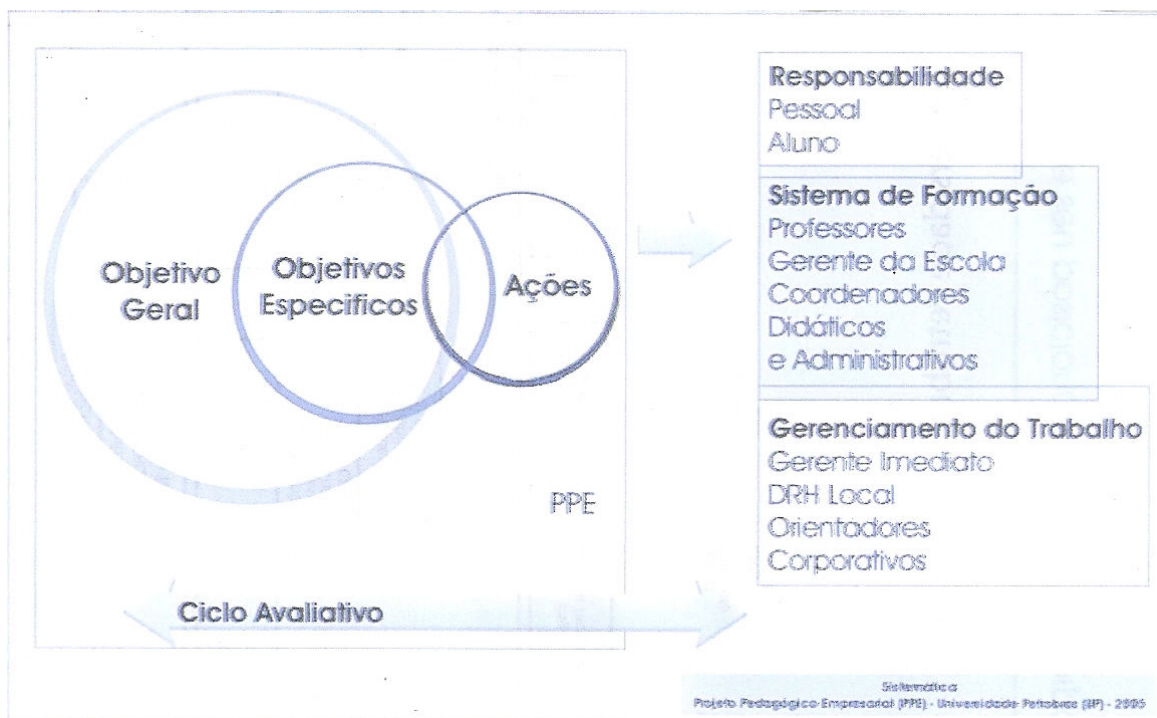 Objetivo
Geral
Objetivos
Específicos
Ações
PPE
Ciclo Avaliativo
Responsabilidade
Pessoal
Aluno
Sistema de Formação
Professores
Gerente da Escola
Coordenadores
Didáticos
e Administrativos
Gerenciamento do Trabalho
Gerente Imediato
DRH Local
Orientadores
Corporativos
Sistemática
Projeto Pedagógico Empresarial (PPE) - Universidade Petrobras (UP) - 2005